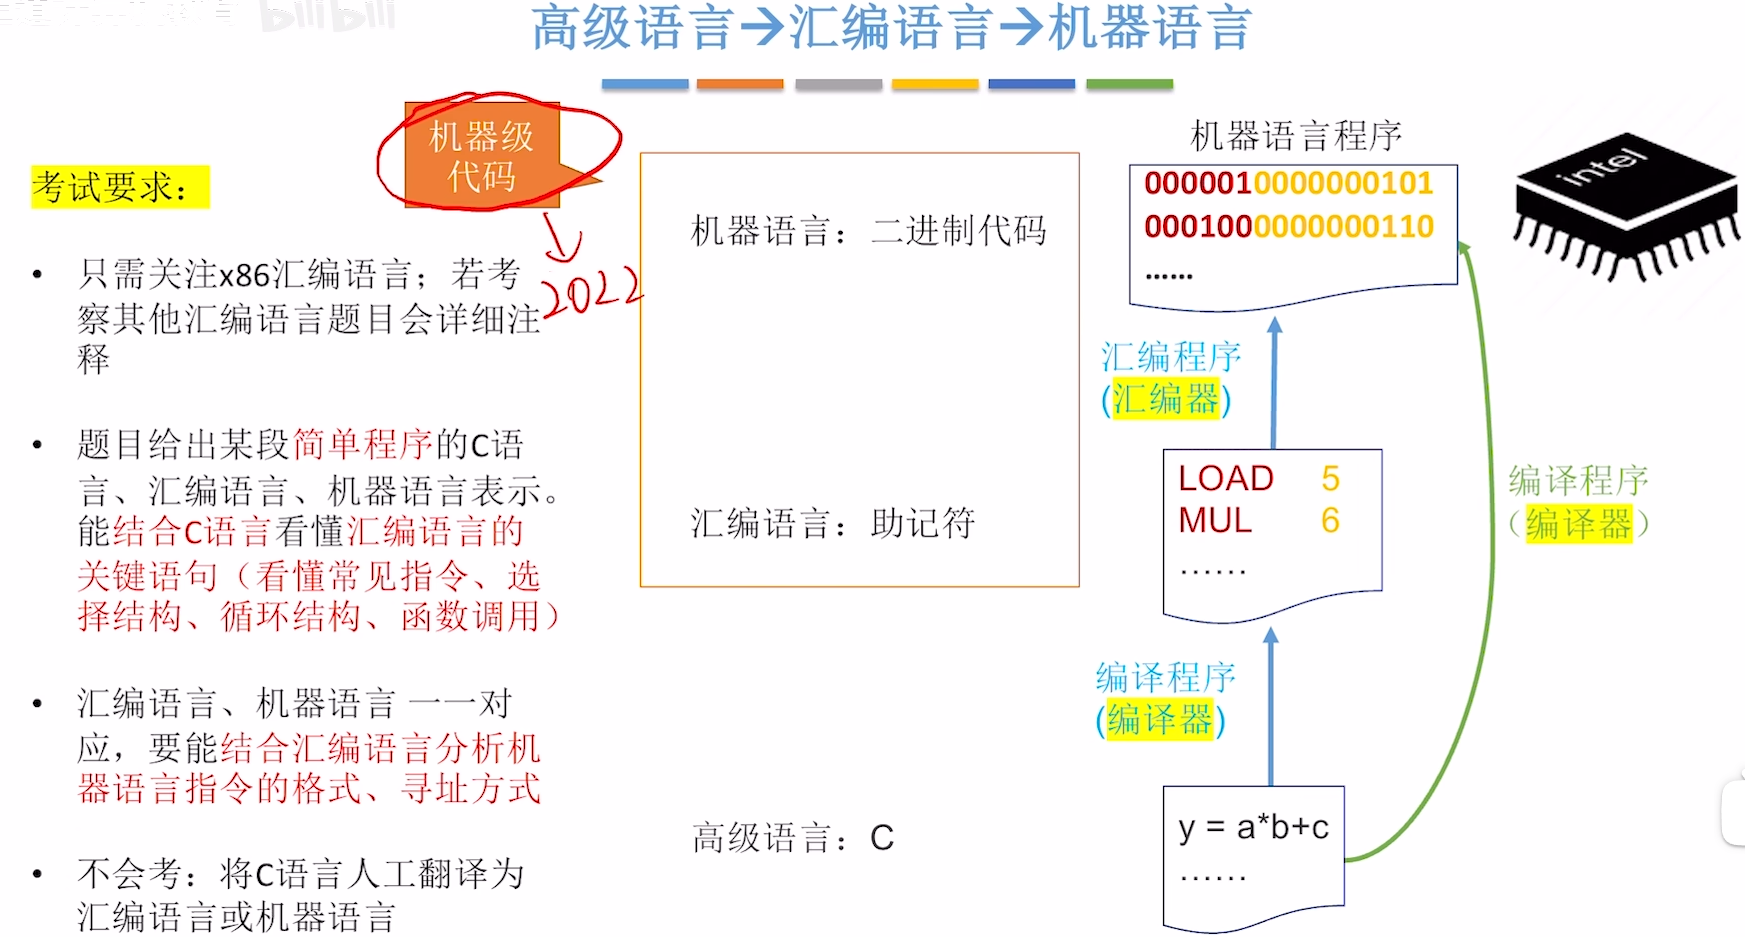 bilibili
高级语言→汇编语言→机器语言
机器级
代码
2022
考试要求：
• 只需关注x86汇编语言；若考
察其他汇编语言题目会详细注
释
• 题目给出某段简单程序的C语
言、汇编语言、机器语言表示。
能结合C语言看懂汇编语言的
关键语句（看懂常见指令、选
择结构、循环结构、函数调用）
• 汇编语言、机器语言 一一对
应，要能结合汇编语言分析机
器语言指令的格式、寻址方式
• 不会考：将C语言人工翻译为
汇编语言或机器语言
机器语言：二进制代码
汇编语言：助记符
高级语言：C
机器语言程序
0000010000000101
0001000000000110
……
intel
汇编程序
(汇编器)
LOAD 5
MUL 6
……
编译程序
（编译器）
编译程序
(编译器)
y = a*b+c
……